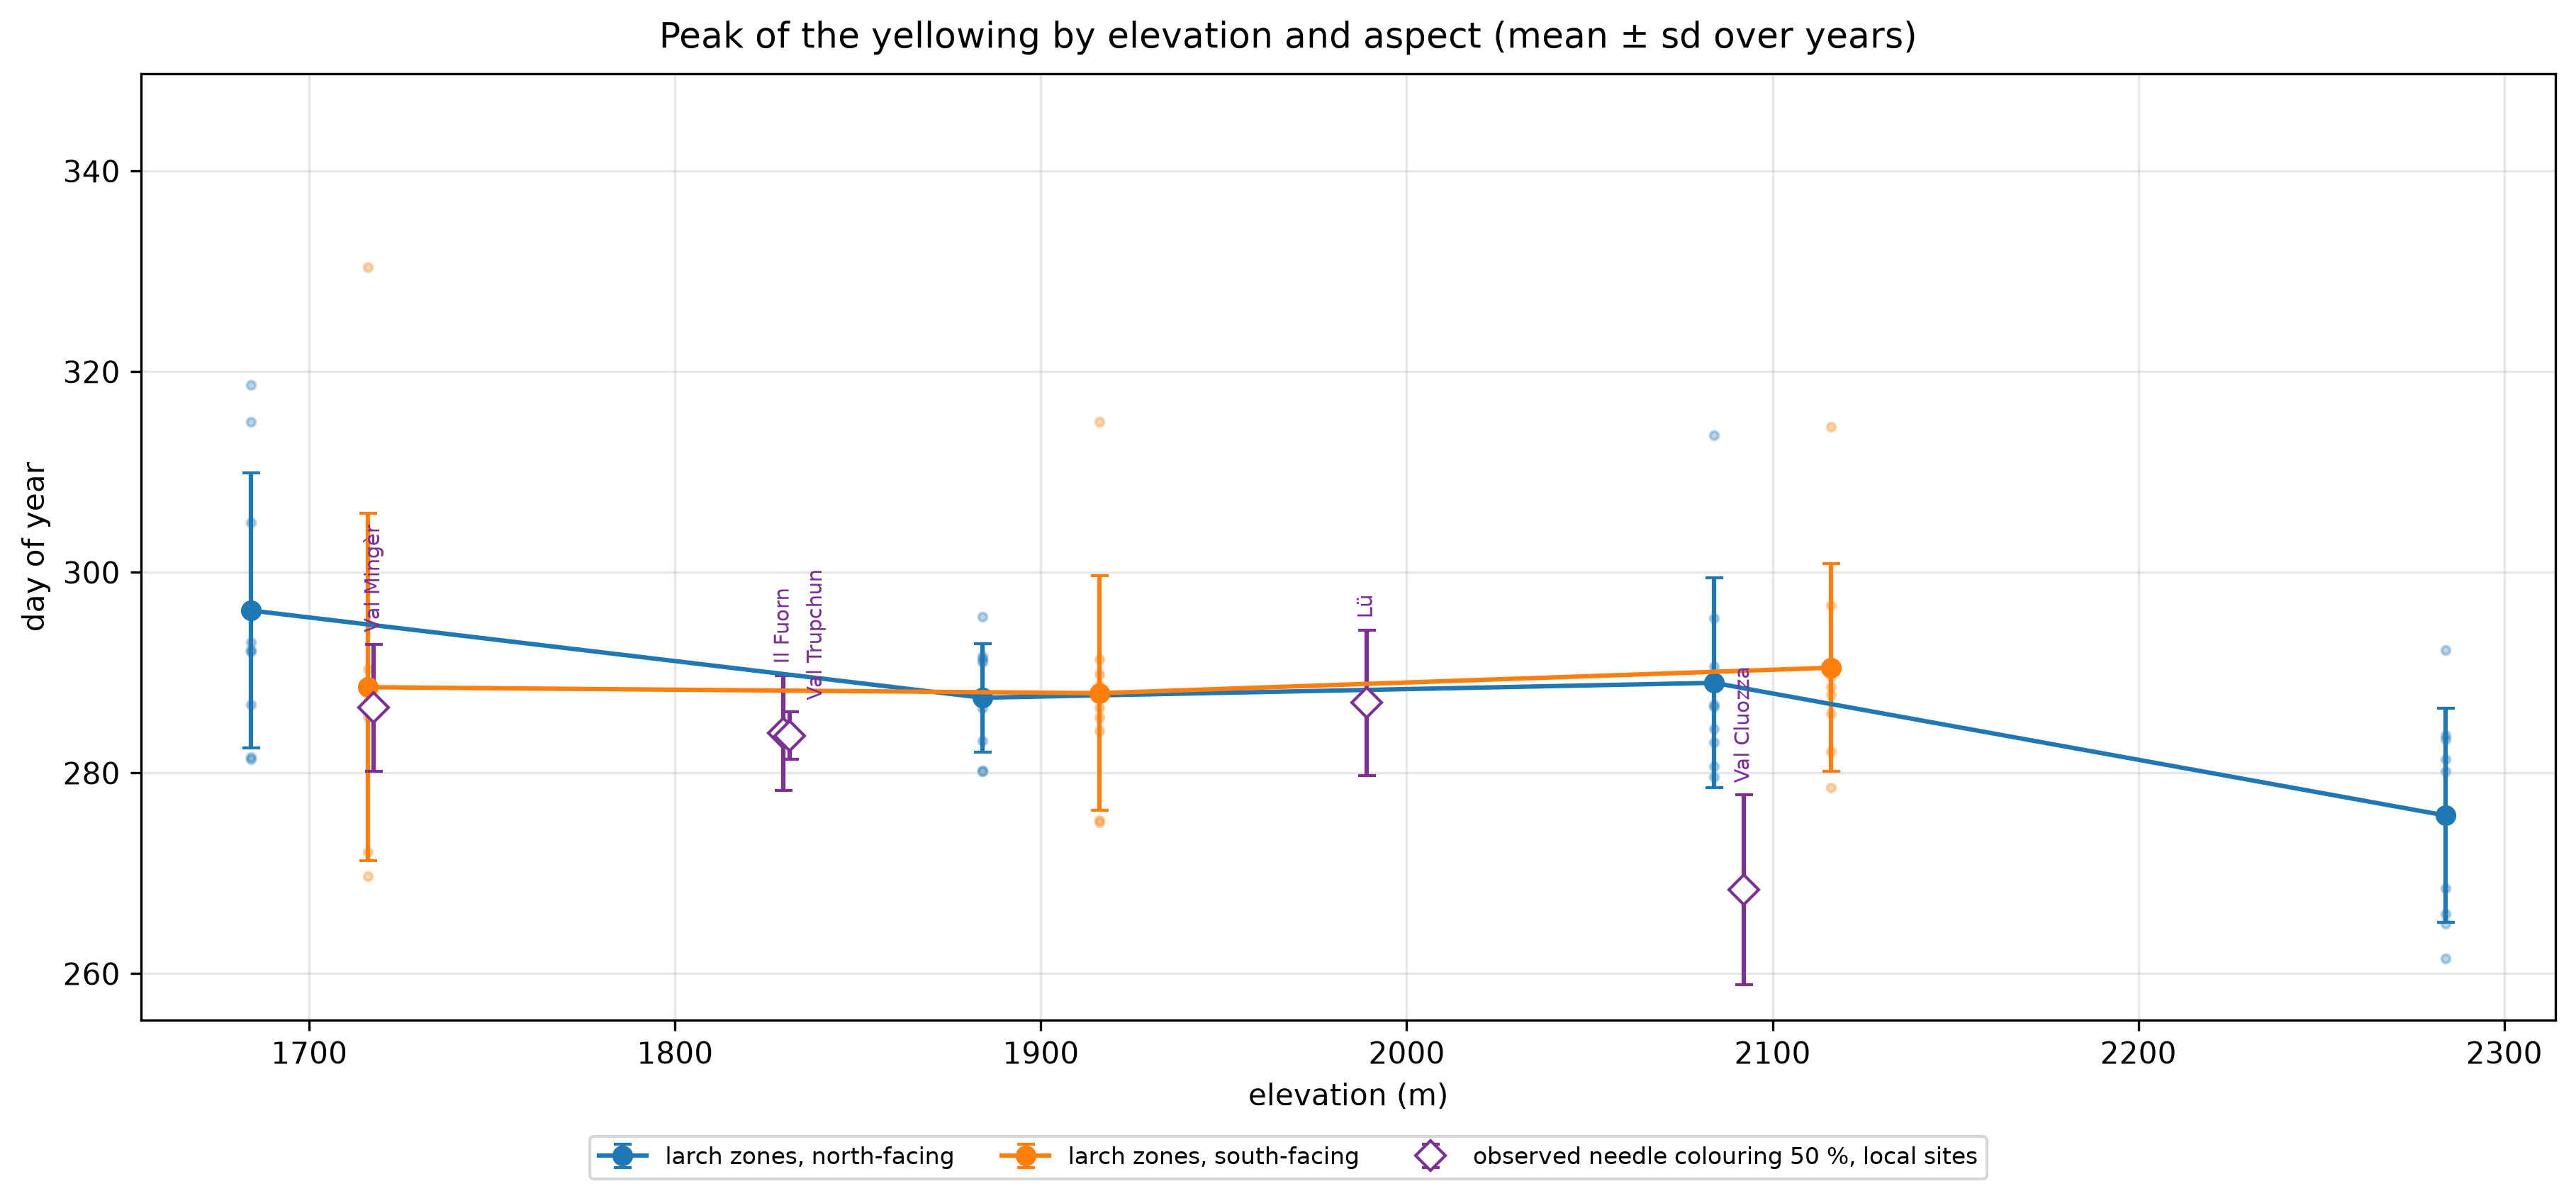 Peak of the yellowing by elevation and aspect (mean ± sd over years)
340
320
300
280
260
day of year
Val Mingèr
Il Fuorn
Val Trupchun
Lü
Val Cluozza
1700
1800
1900
2000
2100
2200
2300
elevation (m)
larch zones, north-facing
larch zones, south-facing
observed needle colouring 50 %, local sites